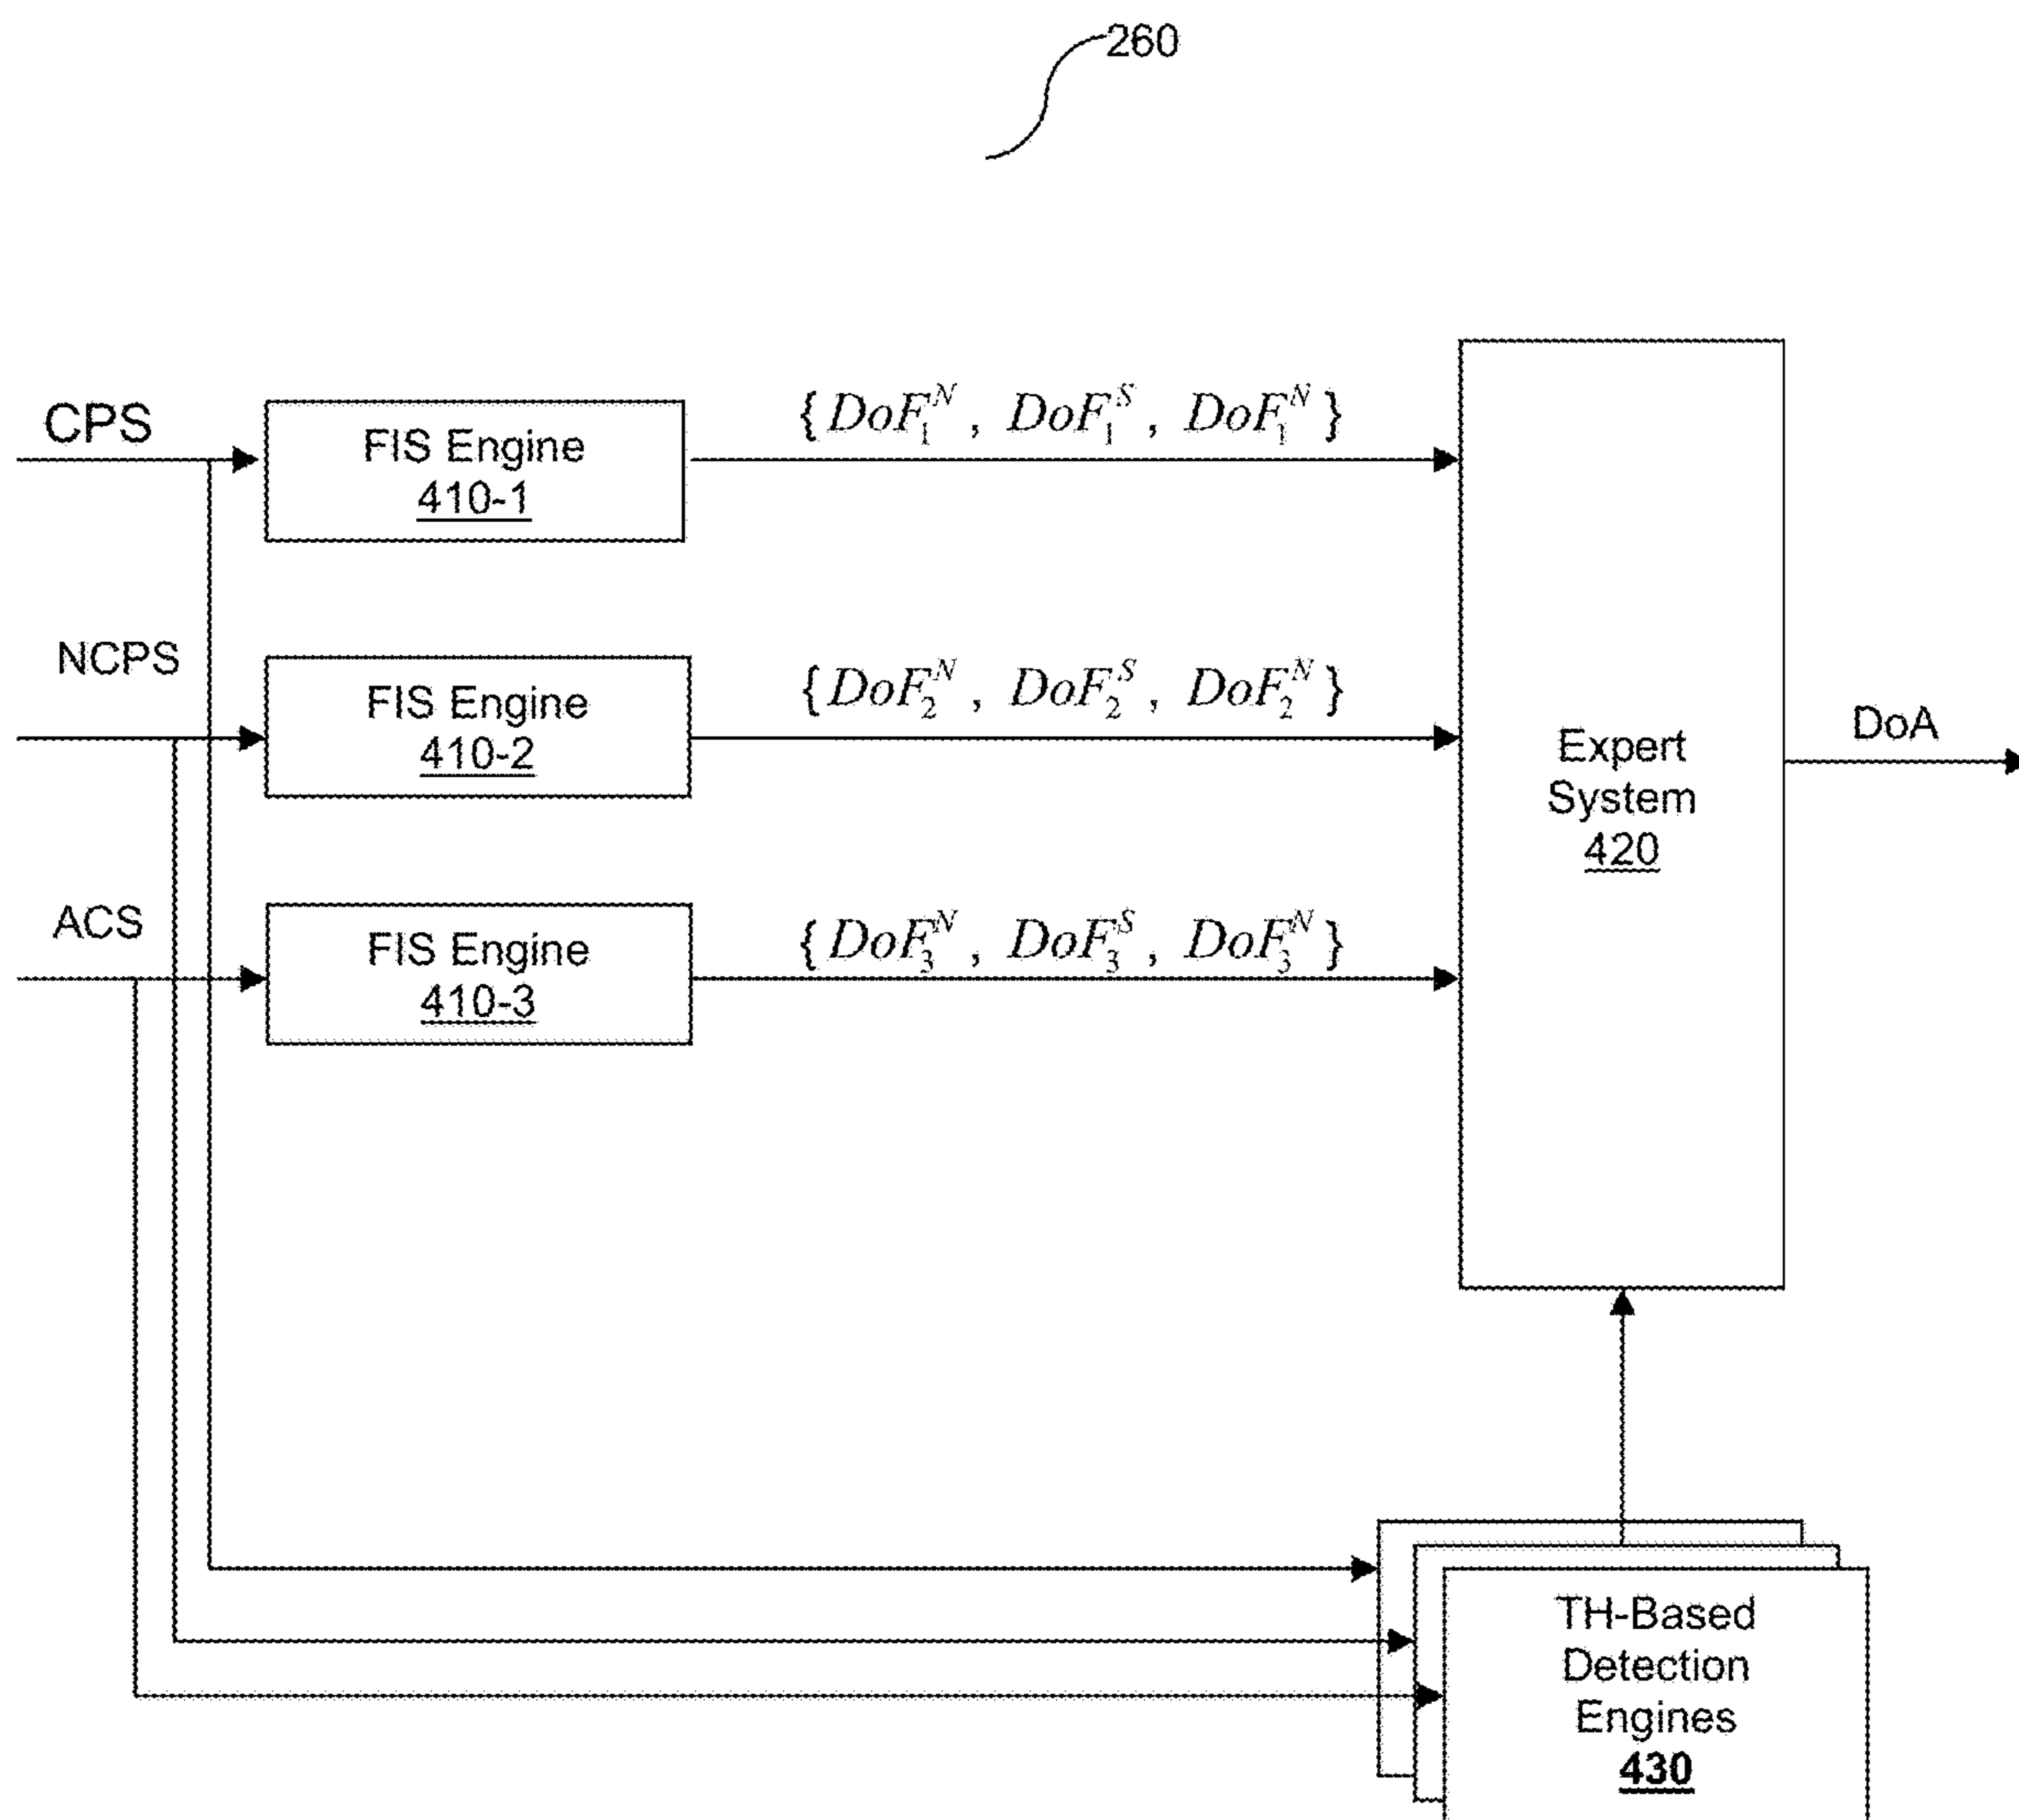 260
CPS
FIS Engine
410-1
{DoF₁ᴺ, DoF₁ˢ, DoF₁ᴺ}
NCPS
FIS Engine
410-2
{DoF₂ᴺ, DoF₂ˢ, DoF₂ᴺ}
Expert
System
420
DoA
ACS
FIS Engine
410-3
{DoF₃ᴺ, DoF₃ˢ, DoF₃ᴺ}
TH-Based
Detection
Engines
430